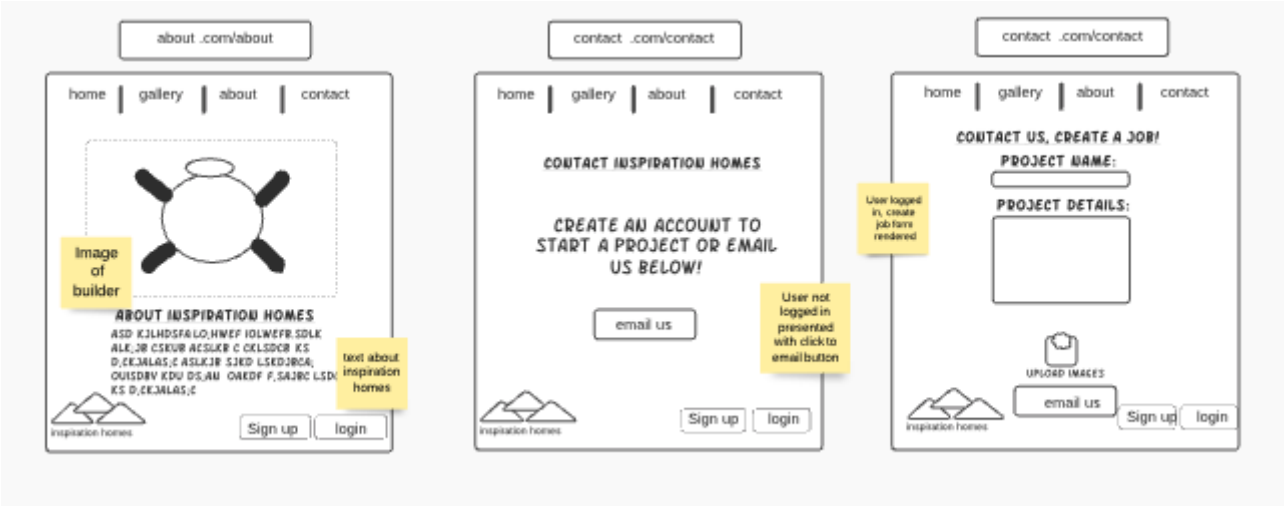 about .com/about
home gallery about contact
Image
of
builder
ABOUT INSPIRATION HOMES
text about
inspiration
homes
inspiration homes
Sign up login
contact .com/contact
home gallery about contact
CONTACT INSPIRATION HOMES
CREATE AN ACCOUNT TO
START A PROJECT OR EMAIL
US BELOW!
email us
User not
logged in
presented
with click to
email button
inspiration homes
Sign up login
contact .com/contact
home gallery about contact
CONTACT US, CREATE A JOB!
PROJECT NAME:
PROJECT DETAILS:
User logged
in, create
job form
rendered
UPLOAD IMAGES
email us
inspiration homes
Sign up login